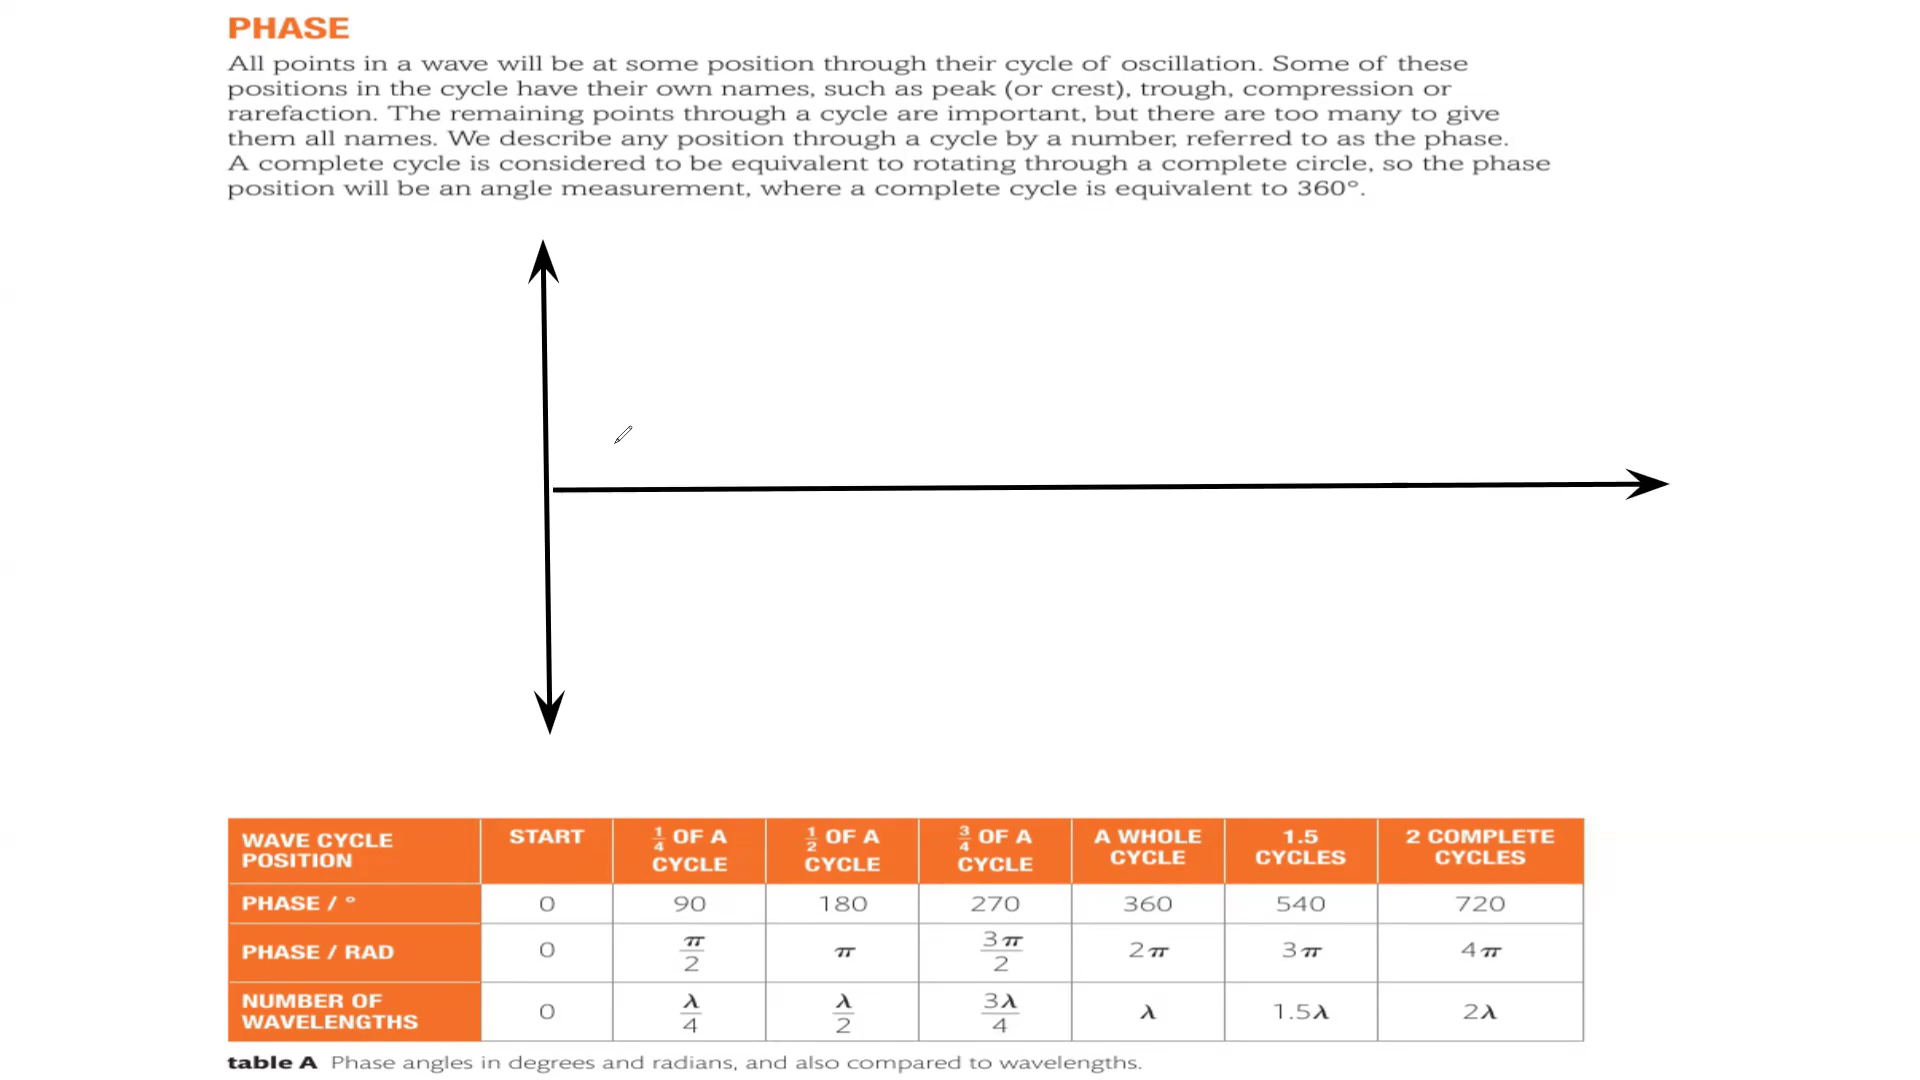 PHASE
All points in a wave will be at some position through their cycle of oscillation. Some of these
positions in the cycle have their own names, such as peak (or crest), trough, compression or
rarefaction. The remaining points through a cycle are important, but there are too many to give
them all names. We describe any position through a cycle by a number, referred to as the phase.
A complete cycle is considered to be equivalent to rotating through a complete circle, so the phase
position will be an angle measurement, where a complete cycle is equivalent to 360°.
WAVE CYCLE POSITION START 1/4 OF A CYCLE 1/2 OF A CYCLE 3/4 OF A CYCLE A WHOLE CYCLE 1.5 CYCLES 2 COMPLETE CYCLES
PHASE / ° 0 90 180 270 360 540 720
PHASE / RAD 0 π/2 π 3π/2 2π 3π 4π
NUMBER OF WAVELENGTHS 0 λ/4 λ/2 3λ/4 λ 1.5λ 2λ
table A Phase angles in degrees and radians, and also compared to wavelengths.